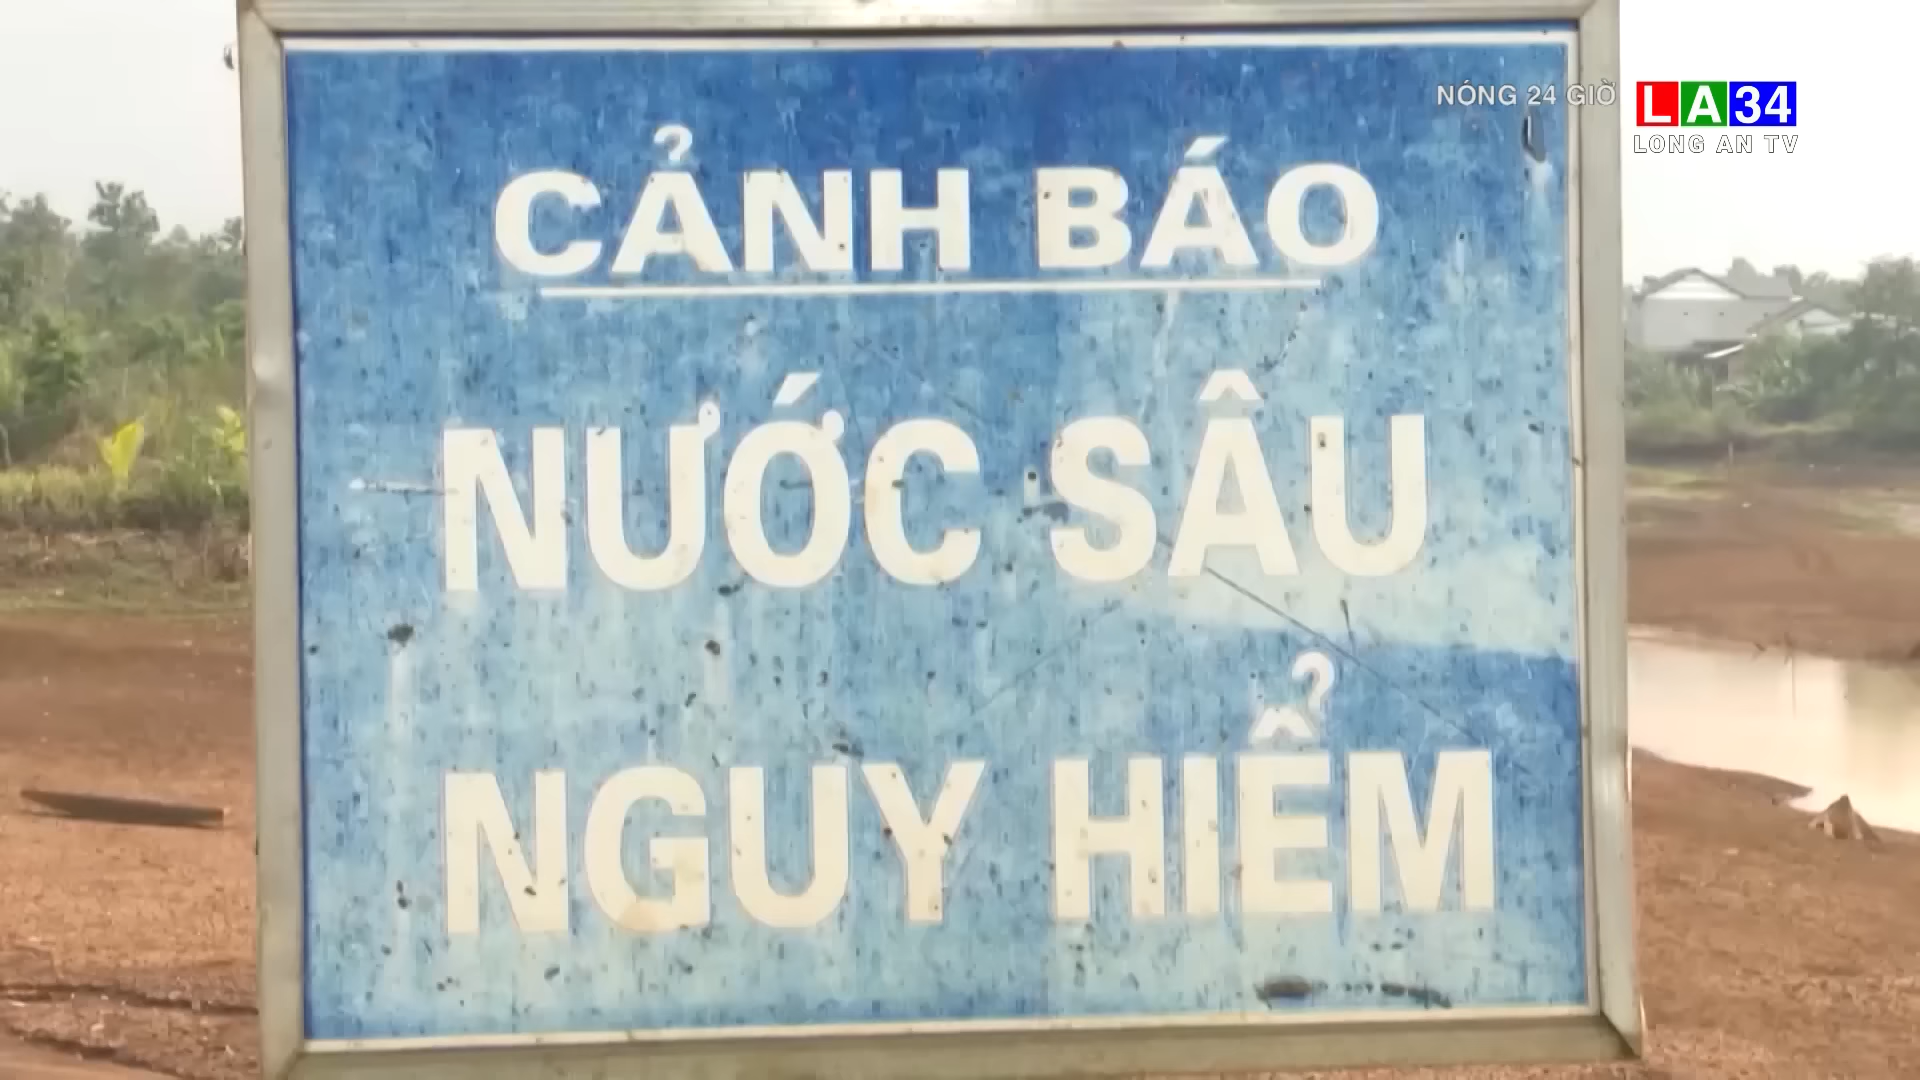 NÓNG 24 GIỜ
LA34
LONG AN TV
CẢNH BÁO
NƯỚC SÂU
NGUY HIỂM